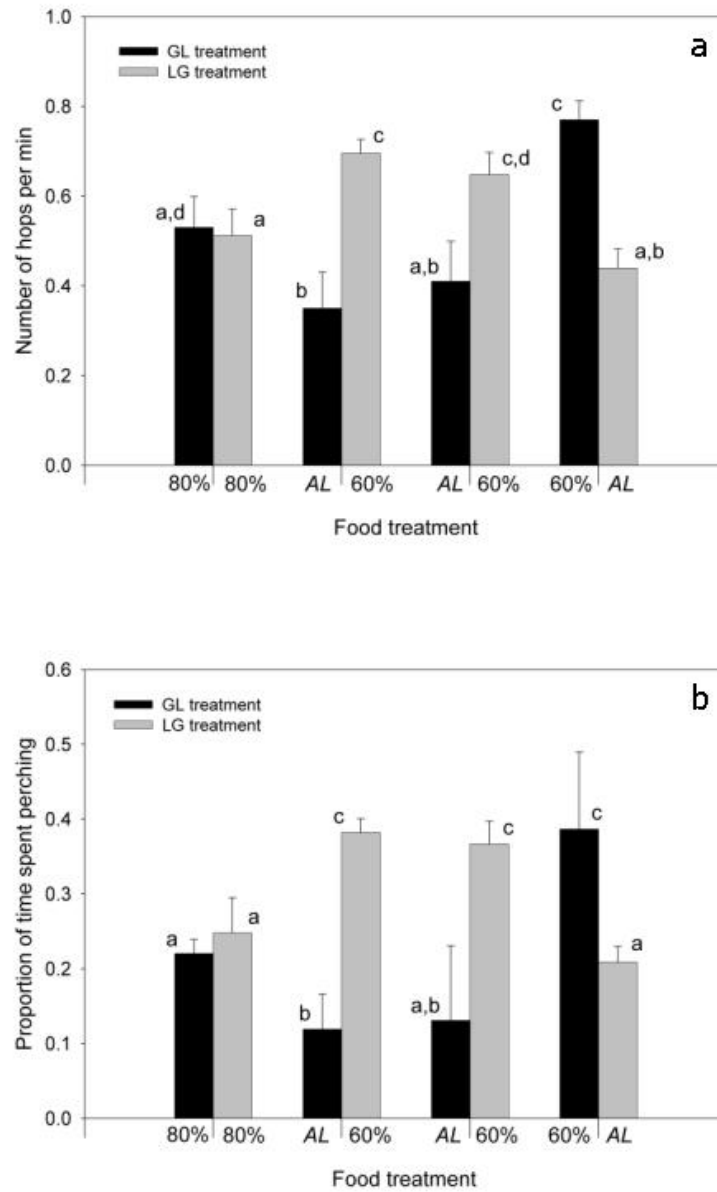 a
1.0
GL treatment
LG treatment
0.8
0.6
0.4
0.2
0.0
Number of hops per min
a,d
a
b
c
a,b
c,d
c
a,b
80% 80% AL 60% AL 60% 60% AL
Food treatment
b
0.6
GL treatment
LG treatment
0.5
0.4
0.3
0.2
0.1
0.0
Proportion of time spent perching
a
a
b
c
a,b
c
c
a
80% 80% AL 60% AL 60% 60% AL
Food treatment